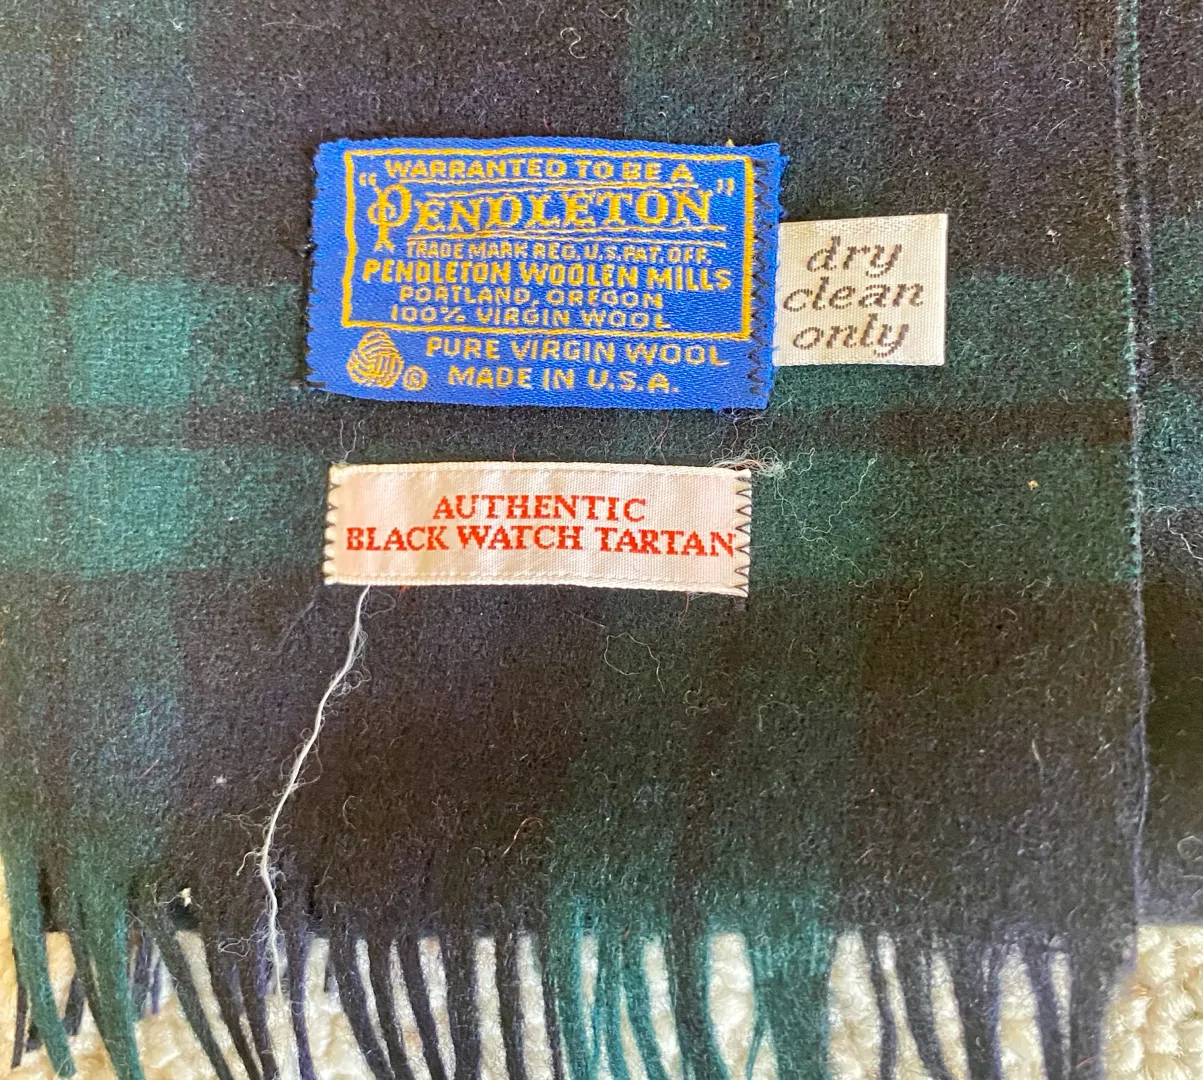 WARRANTED TO BE A
"PENDLETON"
TRADE MARK REG. U.S. PAT. OFF.
PENDLETON WOOLEN MILLS
PORTLAND, OREGON
100% VIRGIN WOOL
PURE VIRGIN WOOL
® MADE IN U.S.A.
dry
clean
only
AUTHENTIC
BLACK WATCH TARTAN